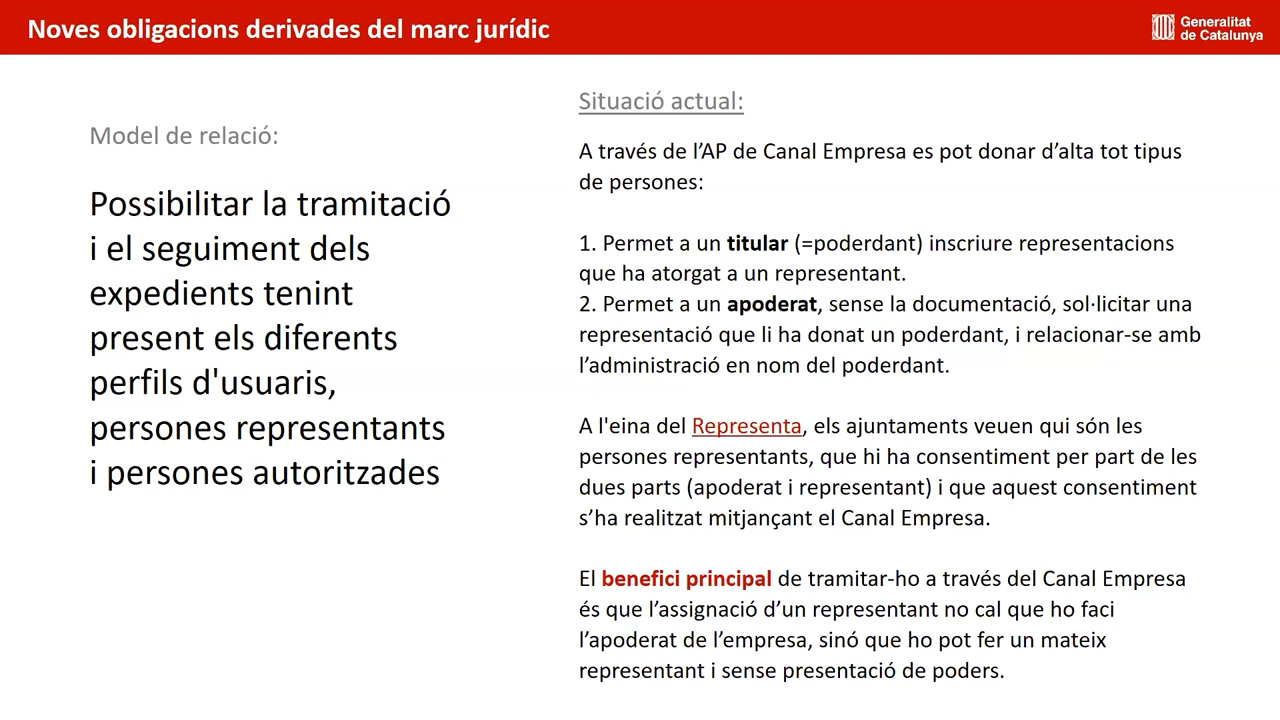 Noves obligacions derivades del marc jurídic
Generalitat
de Catalunya
Model de relació:
Possibilitar la tramitació
i el seguiment dels
expedients tenint
present els diferents
perfils d'usuaris,
persones representants
i persones autoritzades
Situació actual:
A través de l’AP de Canal Empresa es pot donar d’alta tot tipus
de persones:
1. Permet a un titular (=poderdant) inscriure representacions
que ha atorgat a un representant.
2. Permet a un apoderat, sense la documentació, sol·licitar una
representació que li ha donat un poderdant, i relacionar-se amb
l’administració en nom del poderdant.
A l'eina del Representa, els ajuntaments veuen qui són les
persones representants, que hi ha consentiment per part de les
dues parts (apoderat i representant) i que aquest consentiment
s’ha realitzat mitjançant el Canal Empresa.
El benefici principal de tramitar-ho a través del Canal Empresa
és que l’assignació d’un representant no cal que ho faci
l’apoderat de l’empresa, sinó que ho pot fer un mateix
representant i sense presentació de poders.